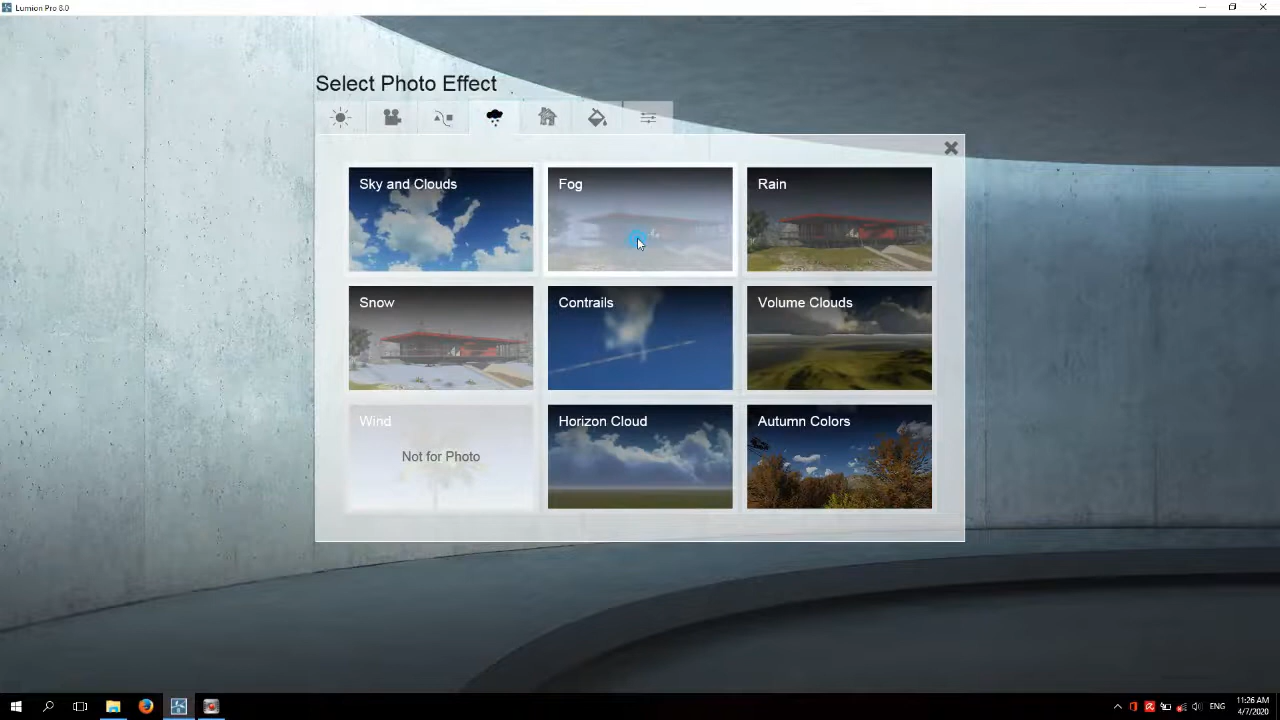 Lumion Pro 8.0
Select Photo Effect
Sky and Clouds
Fog
Rain
Snow
Contrails
Volume Clouds
Wind
Not for Photo
Horizon Cloud
Autumn Colors
ENG
11:26 AM
4/7/2020